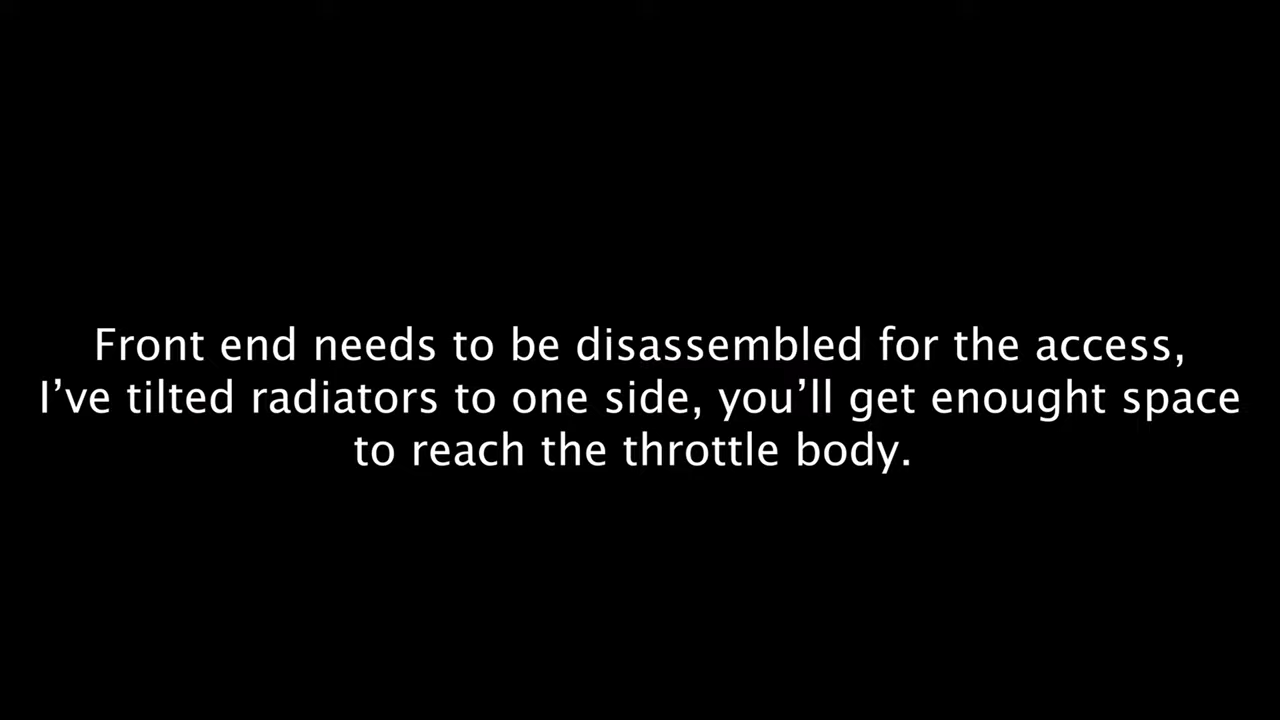 Front end needs to be disassembled for the access,
I’ve tilted radiators to one side, you’ll get enought space
to reach the throttle body.